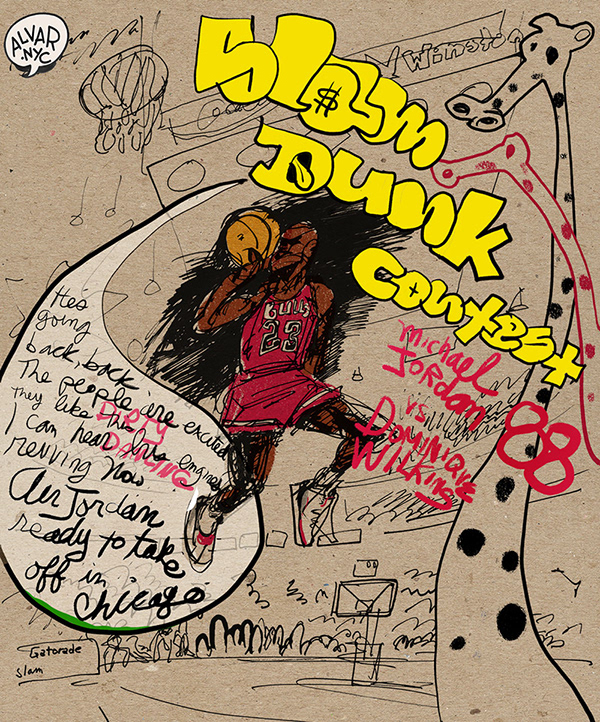 ALVAR
.NYC
Winston
Slam
Dunk
Contest
Michael
Jordan
vs.
Dominique
Wilkins
88
Bulls
23
He's
going
back, back
The people are excited
they like this
I can hear his engines
revving now
DIRTY
DANCING
Air Jordan
ready to take
off in
Chicago
Gatorade
Slam